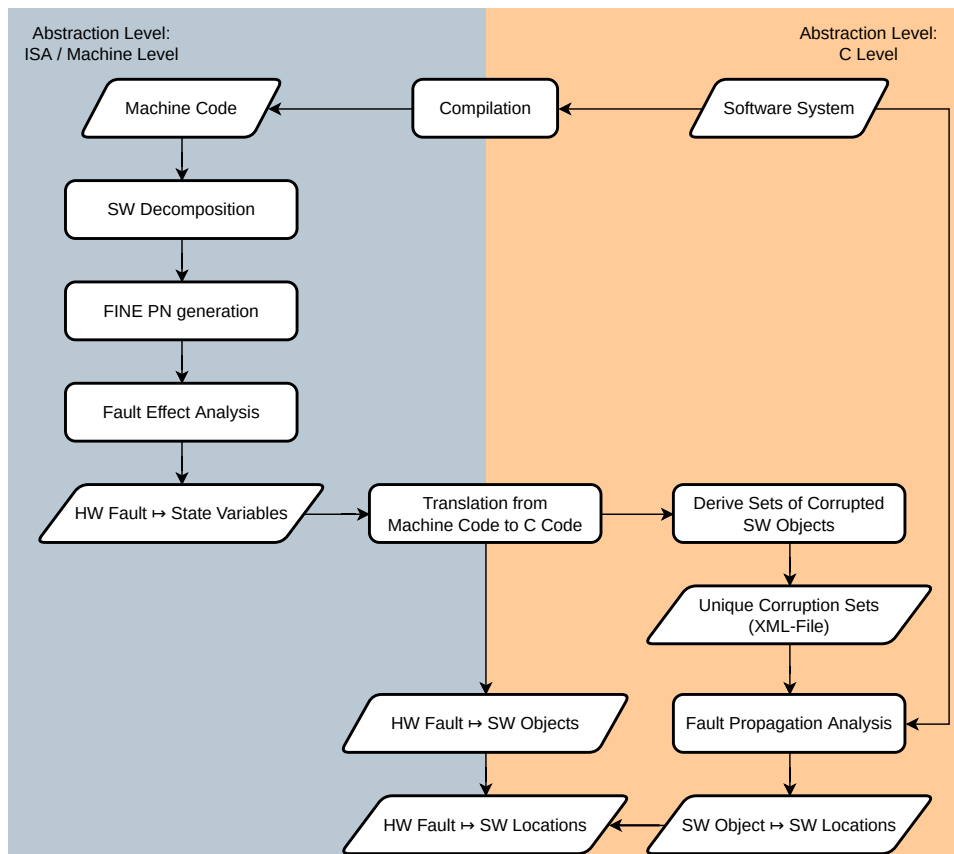 Abstraction Level:
ISA / Machine Level
Abstraction Level:
C Level
Machine Code
Compilation
Software System
SW Decomposition
FINE PN generation
Fault Effect Analysis
HW Fault ↦ State Variables
Translation from
Machine Code to C Code
Derive Sets of Corrupted
SW Objects
Unique Corruption Sets
(XML-File)
HW Fault ↦ SW Objects
Fault Propagation Analysis
HW Fault ↦ SW Locations
SW Object ↦ SW Locations